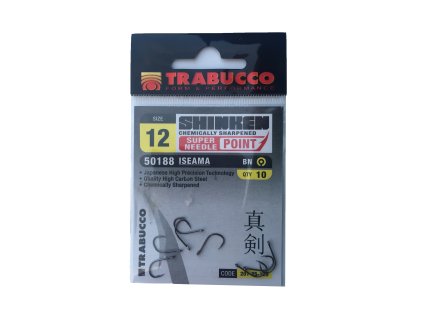 TRABUCCO
FORM & PERFORMANCE
SIZE
12
SHINKEN
CHEMICALLY SHARPENED
SUPER NEEDLE POINT
50188 ISEAMA
BN
• Japanese High Precision Technology
• Quality High Carbon Steel
• Chemically Sharpened
QTY 10
真剣
TRABUCCO
CODE